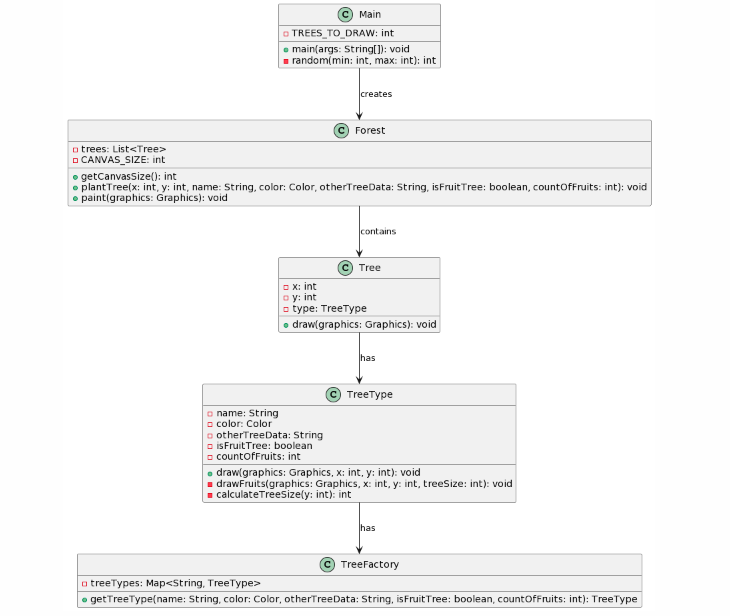 C Main
TREES_TO_DRAW: int
main(args: String[]): void
random(min: int, max: int): int
creates
C Forest
trees: List<Tree>
CANVAS_SIZE: int
getCanvasSize(): int
plantTree(x: int, y: int, name: String, color: Color, otherTreeData: String, isFruitTree: boolean, countOfFruits: int): void
paint(graphics: Graphics): void
contains
C Tree
x: int
y: int
type: TreeType
draw(graphics: Graphics): void
has
C TreeType
name: String
color: Color
otherTreeData: String
isFruitTree: boolean
countOfFruits: int
draw(graphics: Graphics, x: int, y: int): void
drawFruits(graphics: Graphics, x: int, y: int, treeSize: int): void
calculateTreeSize(y: int): int
has
C TreeFactory
treeTypes: Map<String, TreeType>
getTreeType(name: String, color: Color, otherTreeData: String, isFruitTree: boolean, countOfFruits: int): TreeType